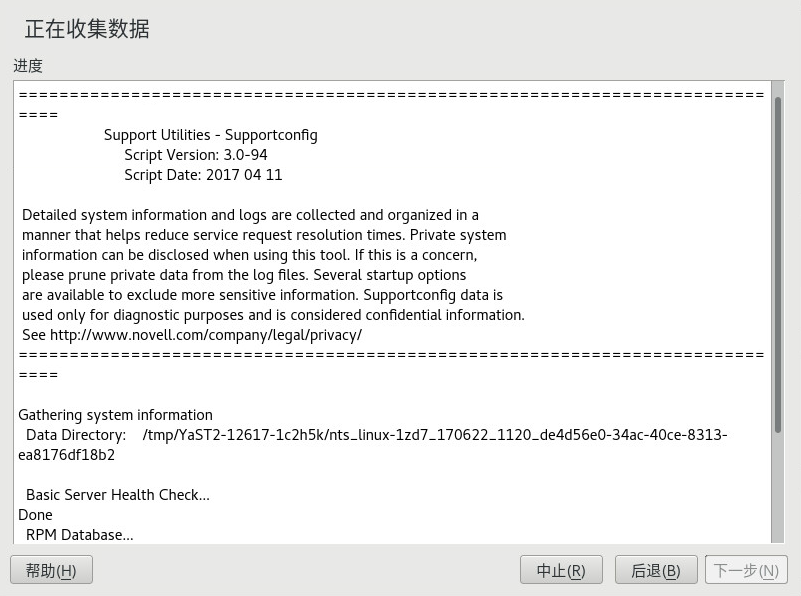 正在收集数据
进度
=========================================================================
====
Support Utilities - Supportconfig
Script Version: 3.0-94
Script Date: 2017 04 11
Detailed system information and logs are collected and organized in a
manner that helps reduce service request resolution times. Private system
information can be disclosed when using this tool. If this is a concern,
please prune private data from the log files. Several startup options
are available to exclude more sensitive information. Supportconfig data is
used only for diagnostic purposes and is considered confidential information.
See http://www.novell.com/company/legal/privacy/
=========================================================================
====
Gathering system information
Data Directory: /tmp/YaST2-12617-1c2h5k/nts_linux-1zd7_170622_1120_de4d56e0-34ac-40ce-8313-
ea8176df18b2
Basic Server Health Check...
Done
RPM Database...
帮助(H) 中止(R) 后退(B) 下一步(N)